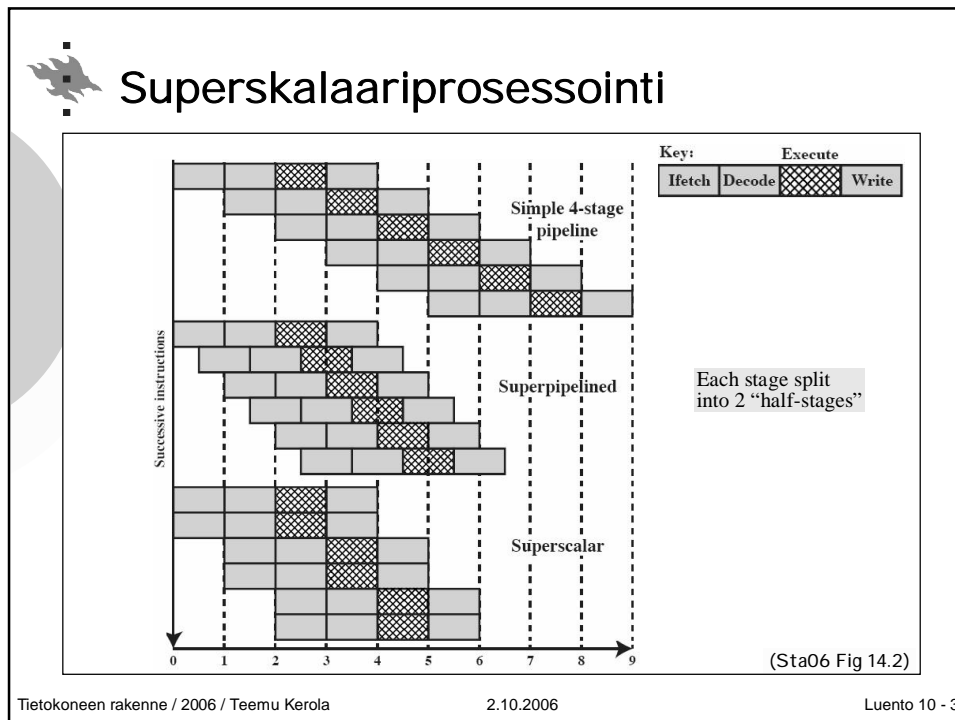 Superskalaariprosessointi
Key:
Execute
Ifetch Decode Write
Simple 4-stage
pipeline
Successive instructions
Superpipelined
Each stage split
into 2 “half-stages”
Superscalar
0 1 2 3 4 5 6 7 8 9
(Sta06 Fig 14.2)
Tietokoneen rakenne / 2006 / Teemu Kerola 2.10.2006 Luento 10 - 3